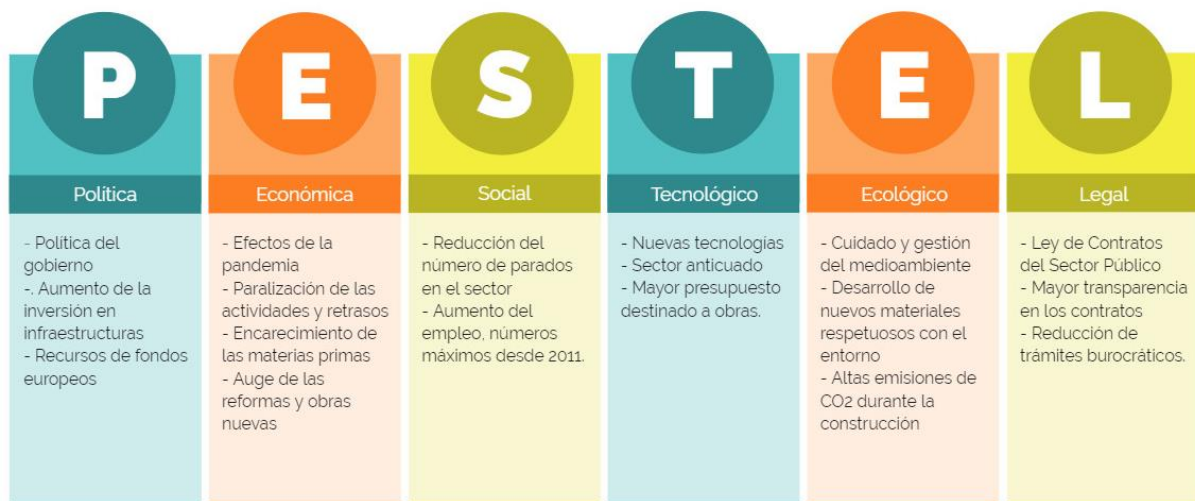 P
Política
- Política del
gobierno
-. Aumento de la
inversión en
infraestructuras
- Recursos de fondos
europeos
E
Económica
- Efectos de la
pandemia
- Paralización de las
actividades y retrasos
- Encarecimiento de
las materias primas
- Auge de las
reformas y obras
nuevas
S
Social
- Reducción del
número de parados
en el sector
- Aumento del
empleo, números
máximos desde 2011.
T
Tecnológico
- Nuevas tecnologías
- Sector anticuado
- Mayor presupuesto
destinado a obras.
E
Ecológico
- Cuidado y gestión
del medioambiente
- Desarrollo de
nuevos materiales
respetuosos con el
entorno
- Altas emisiones de
CO2 durante la
construcción
L
Legal
- Ley de Contratos
del Sector Público
- Mayor transparencia
en los contratos
- Reducción de
trámites burocráticos.